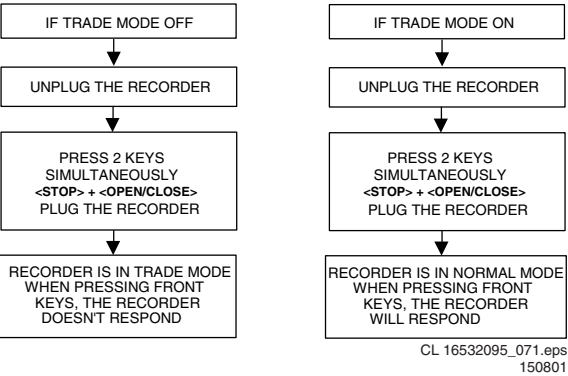 IF TRADE MODE OFF
UNPLUG THE RECORDER
PRESS 2 KEYS
SIMULTANEOUSLY
<STOP> + <OPEN/CLOSE>
PLUG THE RECORDER
RECORDER IS IN TRADE MODE
WHEN PRESSING FRONT
KEYS, THE RECORDER
DOESN'T RESPOND
IF TRADE MODE ON
UNPLUG THE RECORDER
PRESS 2 KEYS
SIMULTANEOUSLY
<STOP> + <OPEN/CLOSE>
PLUG THE RECORDER
RECORDER IS IN NORMAL MODE
WHEN PRESSING FRONT
KEYS, THE RECORDER
WILL RESPOND
CL 16532095_071.eps
150801